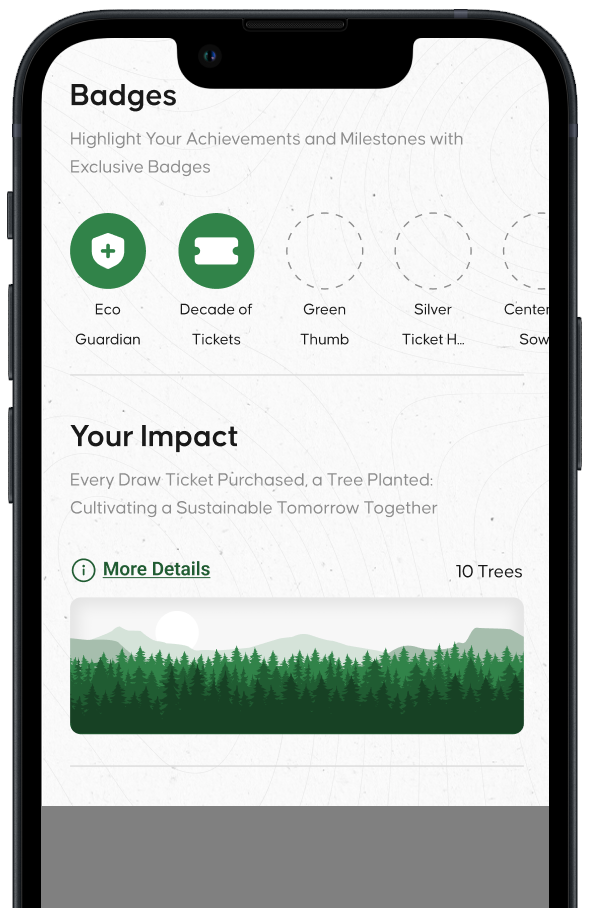 Badges
Highlight Your Achievements and Milestones with
Exclusive Badges
Eco
Guardian
Decade of
Tickets
Green
Thumb
Silver
Ticket H...
Center
Sow
Your Impact
Every Draw Ticket Purchased, a Tree Planted:
Cultivating a Sustainable Tomorrow Together
More Details
10 Trees